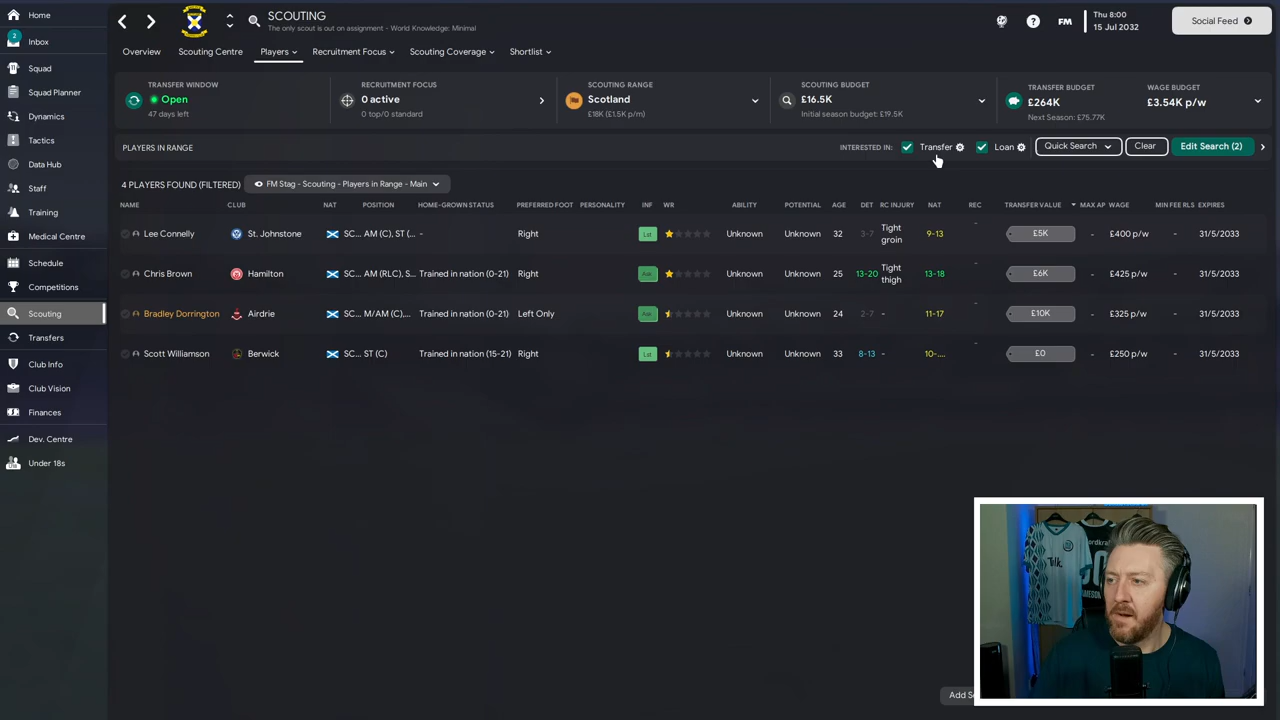 Home
2
Inbox
Squad
Squad Planner
Dynamics
Tactics
Data Hub
Staff
Training
Medical Centre
Schedule
Competitions
Scouting
Transfers
Club Info
Club Vision
Finances
Dev. Centre
U18
Under 18s
SCOUTING
The only scout is out on assignment - World Knowledge: Minimal
FM
Thu 8:00
15 Jul 2032
Social Feed
Overview
Scouting Centre
Players
Recruitment Focus
Scouting Coverage
Shortlist
TRANSFER WINDOW
Open
47 days left
RECRUITMENT FOCUS
0 active
0 top/0 standard
SCOUTING RANGE
Scotland
£18K (£1.5K p/m)
SCOUTING BUDGET
£16.5K
Initial season budget: £19.5K
TRANSFER BUDGET
£264K
Next Season: £75.77K
WAGE BUDGET
£3.54K p/w
PLAYERS IN RANGE
INTERESTED IN: Transfer Loan Quick Search Clear Edit Search (2)
4 PLAYERS FOUND (FILTERED) FM Stag - Scouting - Players in Range - Main
NAME CLUB NAT POSITION HOME-GROWN STATUS PREFERRED FOOT PERSONALITY INF WR ABILITY POTENTIAL AGE DET RC INJURY NAT REC TRANSFER VALUE MAX AP WAGE MIN FEE RLS EXPIRES
Lee Connelly St. Johnstone SC... AM (C), ST (... - Right Lst Unknown Unknown 32 3-7 Tight groin 9-13 - £5K - £400 p/w - 31/5/2033
Chris Brown Hamilton SC... AM (RLC), S... Trained in nation (0-21) Right Unknown Unknown 25 13-20 Tight thigh 13-18 - £6K - £425 p/w - 31/5/2033
Bradley Dorrington Airdrie SC... M/AM (C),... Trained in nation (0-21) Left Only Unknown Unknown 24 2-7 - 11-17 - £10K - £325 p/w - 31/5/2033
Scott Williamson Berwick SC... ST (C) Trained in nation (15-21) Right Lst Unknown Unknown 33 8-13 - 10-.... - £0 - £250 p/w - 31/5/2033
Add Se